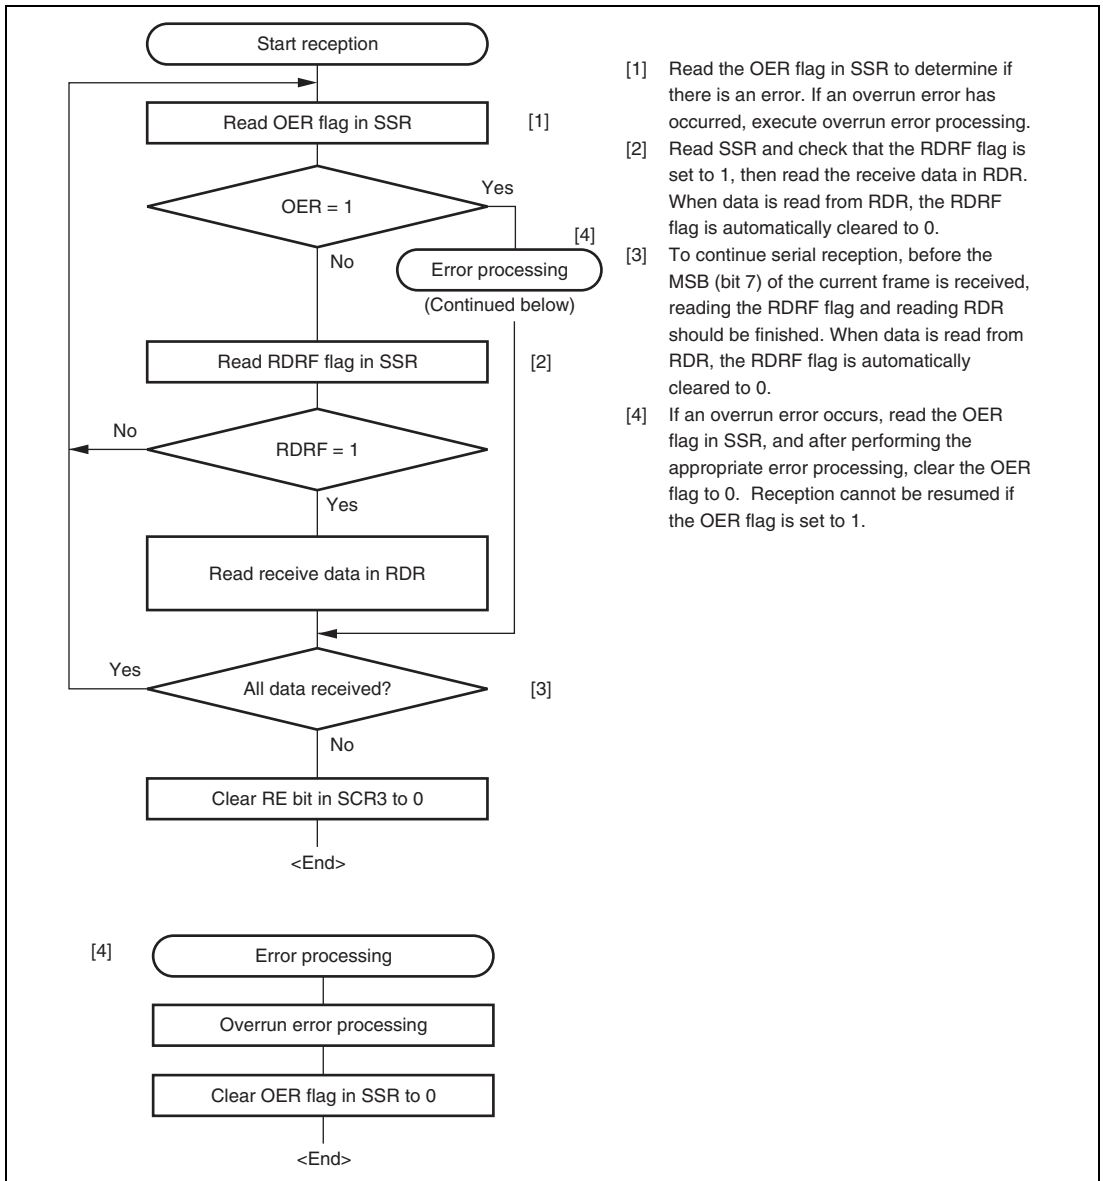 Start reception
Read OER flag in SSR
[1]
OER = 1
Yes
No
[4]
Error processing
(Continued below)
Read RDRF flag in SSR
[2]
RDRF = 1
No
Yes
Read receive data in RDR
All data received?
[3]
Yes
No
Clear RE bit in SCR3 to 0
<End>
[1] Read the OER flag in SSR to determine if
there is an error. If an overrun error has
occurred, execute overrun error processing.
[2] Read SSR and check that the RDRF flag is
set to 1, then read the receive data in RDR.
When data is read from RDR, the RDRF
flag is automatically cleared to 0.
[3] To continue serial reception, before the
MSB (bit 7) of the current frame is received,
reading the RDRF flag and reading RDR
should be finished. When data is read from
RDR, the RDRF flag is automatically
cleared to 0.
[4] If an overrun error occurs, read the OER
flag in SSR, and after performing the
appropriate error processing, clear the OER
flag to 0. Reception cannot be resumed if
the OER flag is set to 1.
[4]
Error processing
Overrun error processing
Clear OER flag in SSR to 0
<End>